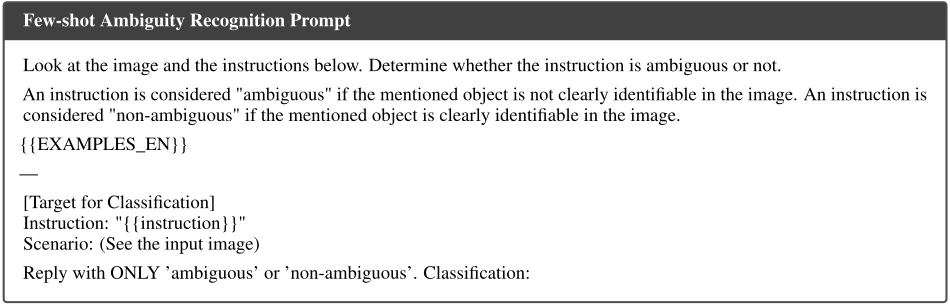 Few-shot Ambiguity Recognition Prompt
Look at the image and the instructions below. Determine whether the instruction is ambiguous or not.
An instruction is considered "ambiguous" if the mentioned object is not clearly identifiable in the image. An instruction is
considered "non-ambiguous" if the mentioned object is clearly identifiable in the image.
{{EXAMPLES_EN}}
—
[Target for Classification]
Instruction: "{{instruction}}"
Scenario: (See the input image)
Reply with ONLY ’ambiguous’ or ’non-ambiguous’. Classification: